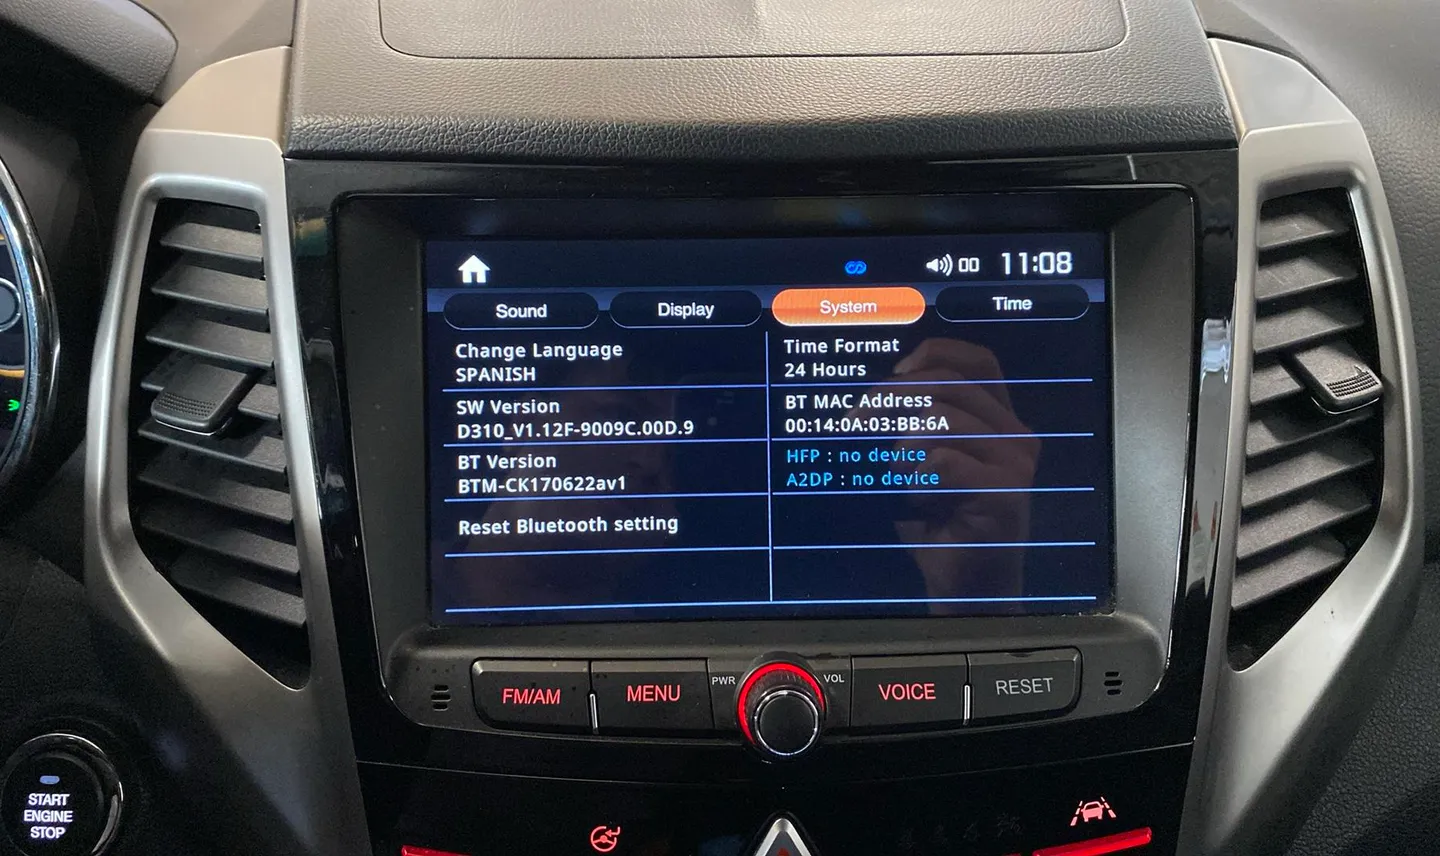 00 11:08
Sound Display System Time
Change Language
SPANISH
SW Version
D310_V1.12F-9009C.00D.9
BT Version
BTM-CK170622av1
Reset Bluetooth setting
Time Format
24 Hours
BT MAC Address
00:14:0A:03:BB:6A
HFP : no device
A2DP : no device
FM/AM MENU PWR VOL VOICE RESET
START
ENGINE
STOP